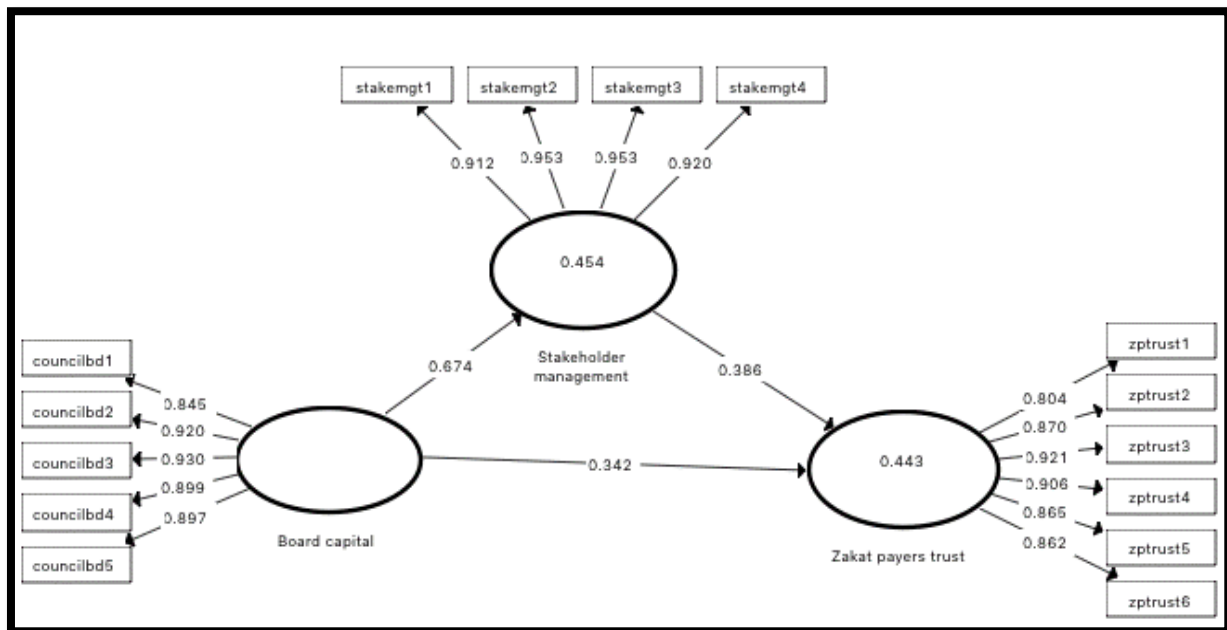 stakemgt1 stakemgt2 stakemgt3 stakemgt4
0.912 0.953 0.953 0.920
0.454
Stakeholder
management
0.674
0.386
councilbd1
councilbd2
councilbd3
councilbd4
councilbd5
0.845
0.920
0.930
0.899
0.897
Board capital
0.342
0.443
Zakat payers trust
0.804
0.870
0.921
0.906
0.865
0.862
zptrust1
zptrust2
zptrust3
zptrust4
zptrust5
zptrust6